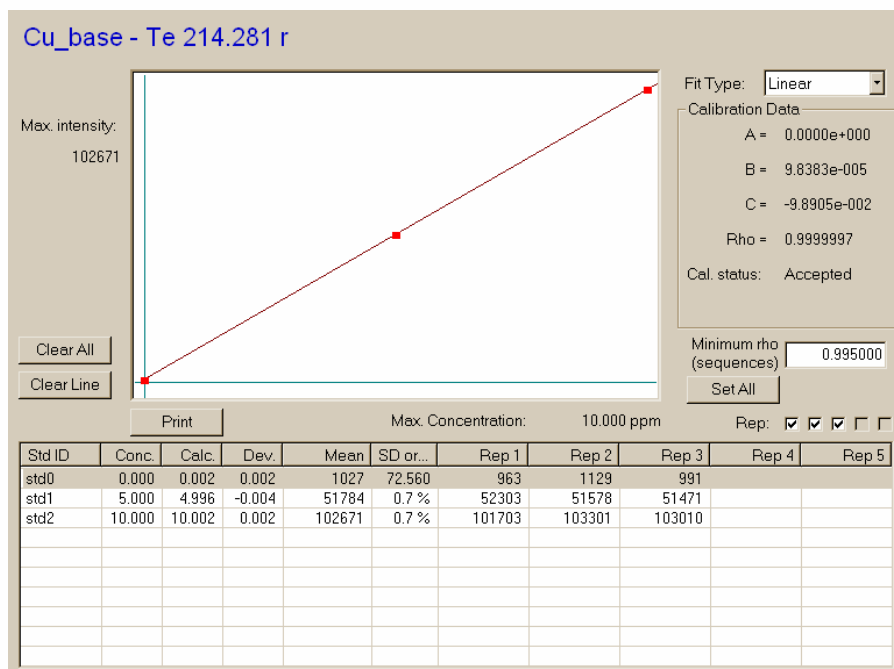 Cu_base - Te 214.281 r
Max. intensity:
102671
Fit Type: Linear
Calibration Data
A = 0.0000e+000
B = 9.8383e-005
C = -9.8905e-002
Rho = 0.9999997
Cal. status: Accepted
Clear All
Clear Line
Minimum rho
(sequences) 0.995000
Set All
Print Max. Concentration: 10.000 ppm Rep:
Std ID Conc. Calc. Dev. Mean SD or... Rep 1 Rep 2 Rep 3 Rep 4 Rep 5
std0 0.000 0.002 0.002 1027 72.560 963 1129 991
std1 5.000 4.996 -0.004 51784 0.7 % 52303 51578 51471
std2 10.000 10.002 0.002 102671 0.7 % 101703 103301 103010